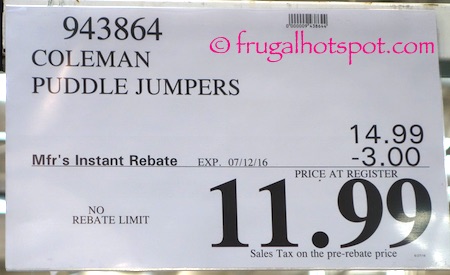 943864
© frugalhotspot.com
COLEMAN
PUDDLE JUMPERS
14.99
Mfr's Instant Rebate EXP. 07/12/16 -3.00
PRICE AT REGISTER
11.99
NO
REBATE LIMIT
Sales Tax on the pre-rebate price